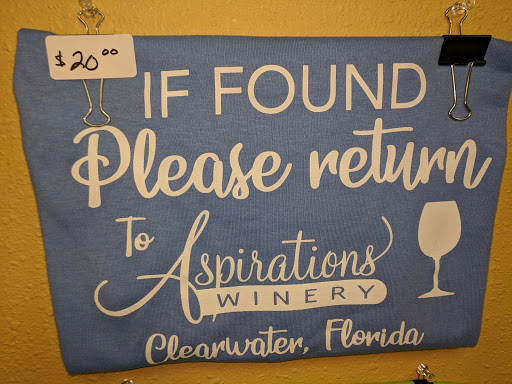 $20.00
IF FOUND
Please return
To Aspirations
WINERY
Clearwater, Florida